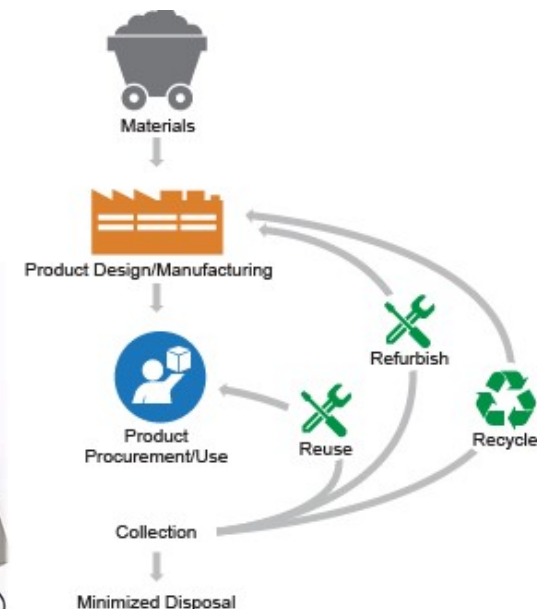 Materials
Product Design/Manufacturing
Refurbish
Product
Procurement/Use
Reuse
Recycle
Collection
Minimized Disposal